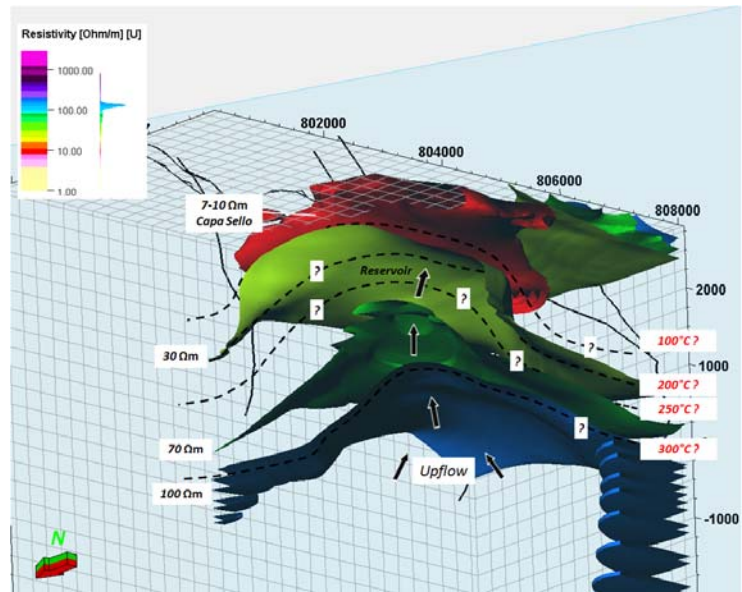 Resistivity [Ohm/m] [U]
1000.00
100.00
10.00
1.00
802000
804000
806000
808000
7-10 Ωm
Capa Sello
?
Reservoir
?
?
?
?
?
?
2000
1000
-1000
30 Ωm
70 Ωm
100 Ωm
100°C ?
200°C ?
250°C ?
300°C ?
Upflow
N